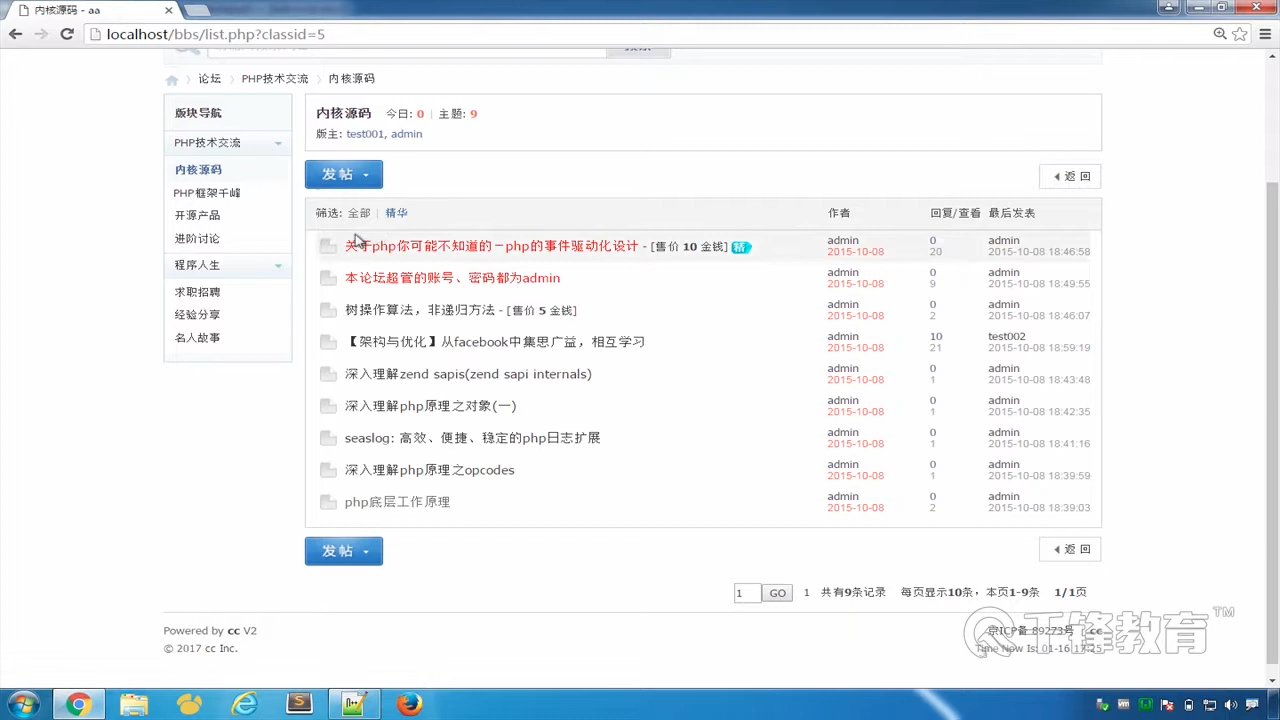 内核源码 - aa
localhost/bbs/list.php?classid=5
论坛 PHP技术交流 内核源码
版块导航
PHP技术交流
内核源码
PHP框架千峰
开源产品
进阶讨论
程序人生
求职招聘
经验分享
名人故事
内核源码 今日: 0 | 主题: 9
版主: test001, admin
发帖
返回
筛选: 全部 | 精华 作者 回复/查看 最后发表
关于php你可能不知道的－php的事件驱动化设计 - [售价 10 金钱] 精 admin 0 admin
2015-10-08 20 2015-10-08 18:46:58
本论坛超管的账号、密码都为admin admin 0 admin
2015-10-08 9 2015-10-08 18:49:55
树操作算法，非递归方法 - [售价 5 金钱] admin 0 admin
2015-10-08 2 2015-10-08 18:46:07
【架构与优化】从facebook中集思广益，相互学习 admin 10 test002
2015-10-08 21 2015-10-08 18:59:19
深入理解zend sapis(zend sapi internals) admin 0 admin
2015-10-08 1 2015-10-08 18:43:48
深入理解php原理之对象(一) admin 0 admin
2015-10-08 1 2015-10-08 18:42:35
seaslog: 高效、便捷、稳定的php日志扩展 admin 0 admin
2015-10-08 1 2015-10-08 18:41:16
深入理解php原理之opcodes admin 0 admin
2015-10-08 1 2015-10-08 18:39:59
php底层工作原理 admin 0 admin
2015-10-08 2 2015-10-08 18:39:03
发帖
返回
1 GO 1 共有9条记录 每页显示10条，本页1-9条 1/1页
Powered by cc V2
© 2017 cc Inc.
京ICP备 89273号 | cc
Time Now Is: 01-16 17:25
千锋教育 TM